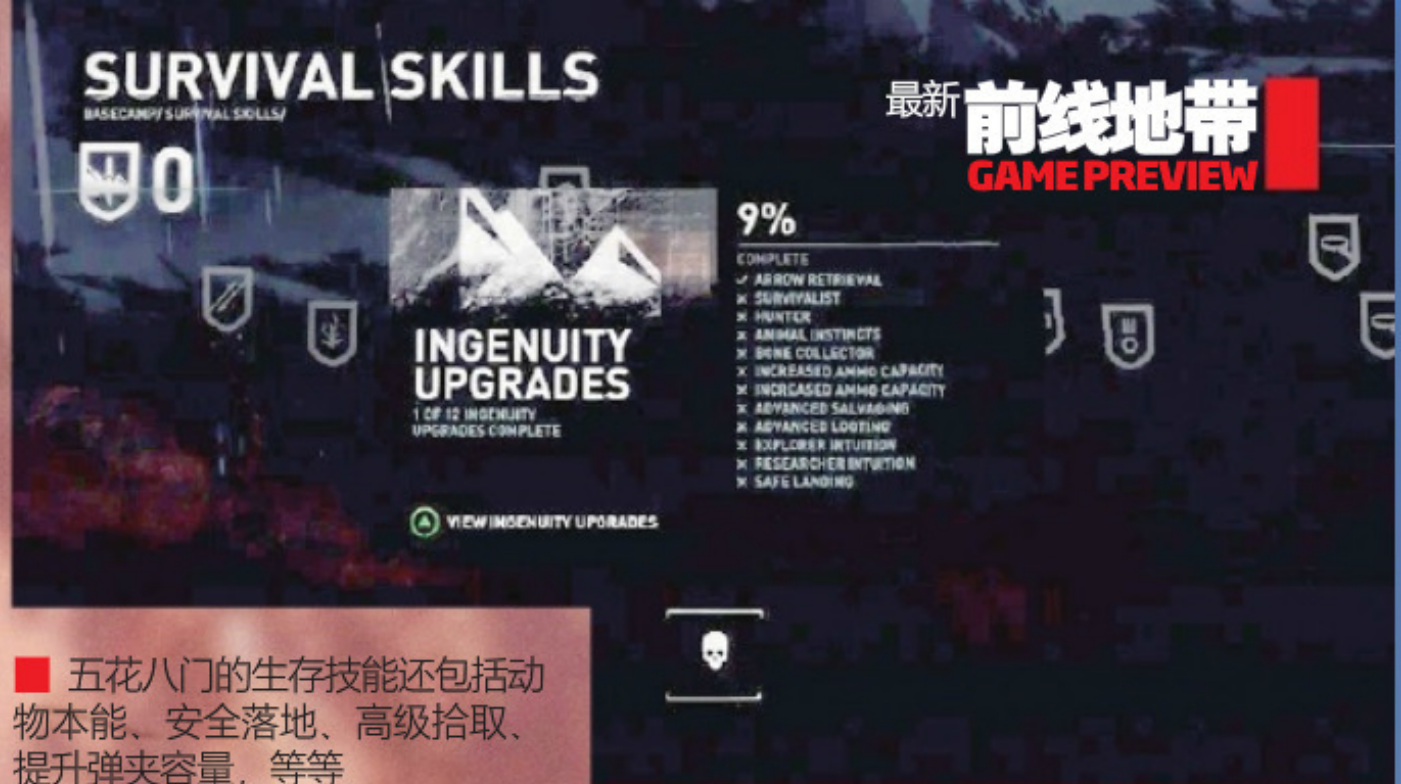 SURVIVAL SKILLS
BASECAMP/ SURVIVAL SKILLS/
0
最新 前线地带
GAME PREVIEW
9%
COMPLETE
ARROW RETRIEVAL
SURVIVALIST
HUNTER
ANIMAL INSTINCTS
BONE COLLECTOR
INCREASED AMMO CAPACITY
INCREASED AMMO CAPACITY
ADVANCED SALVAGING
ADVANCED LOOTING
EXPLORER INTUITION
RESEARCHER INTUITION
SAFE LANDING
INGENUITY
UPGRADES
1 OF 12 INGENUITY
UPGRADES COMPLETE
VIEW INGENUITY UPGRADES
五花八门的生存技能还包括动
物本能、安全落地、高级拾取、
提升弹夹容量，等等